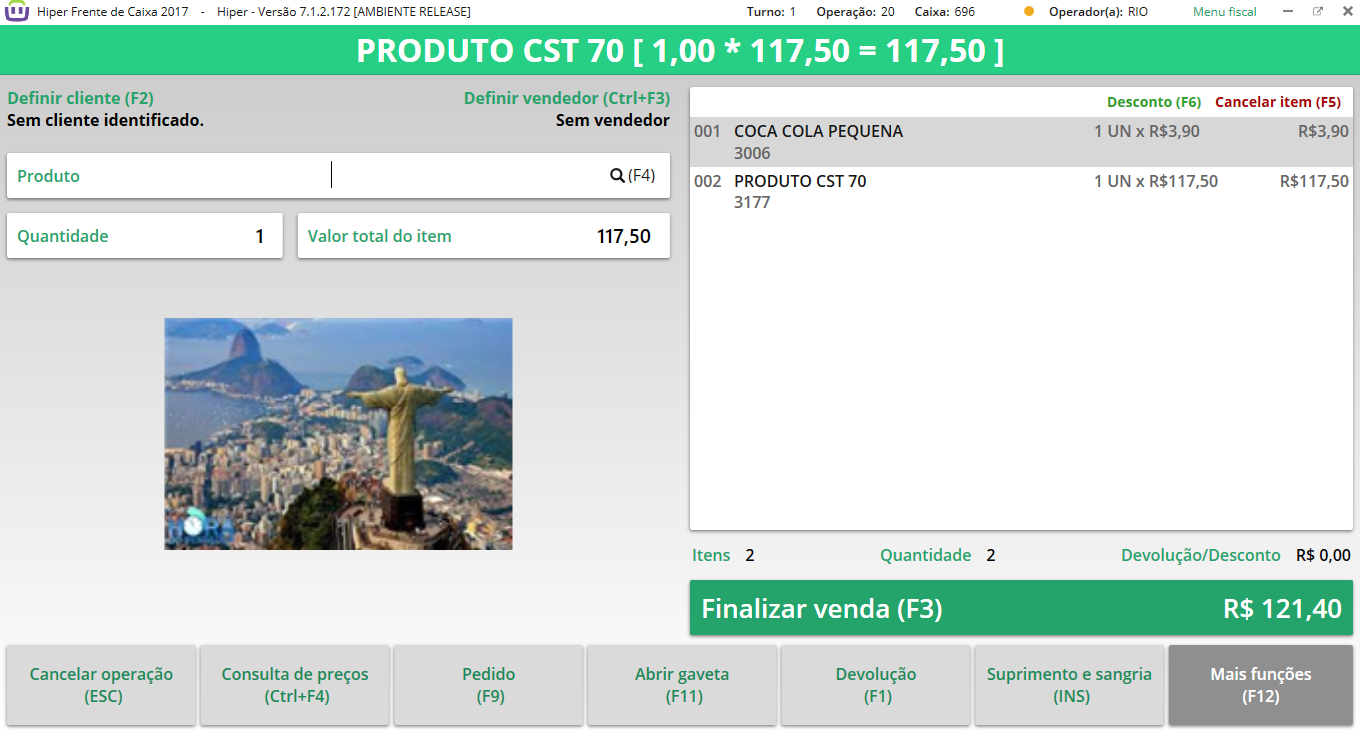 Hiper Frente de Caixa 2017 - Hiper - Versão 7.1.2.172 [AMBIENTE RELEASE] Turno: 1 Operação: 20 Caixa: 696 Operador(a): RIO Menu fiscal
PRODUTO CST 70 [ 1,00 * 117,50 = 117,50 ]
Definir cliente (F2) Definir vendedor (Ctrl+F3)
Sem cliente identificado. Sem vendedor
Produto (F4)
Quantidade 1 Valor total do item 117,50
HORA
Desconto (F6) Cancelar item (F5)
001 COCA COLA PEQUENA 1 UN x R$3,90 R$3,90
3006
002 PRODUTO CST 70 1 UN x R$117,50 R$117,50
3177
Itens 2 Quantidade 2 Devolução/Desconto R$ 0,00
Finalizar venda (F3) R$ 121,40
Cancelar operação
(ESC)
Consulta de preços
(Ctrl+F4)
Pedido
(F9)
Abrir gaveta
(F11)
Devolução
(F1)
Suprimento e sangria
(INS)
Mais funções
(F12)